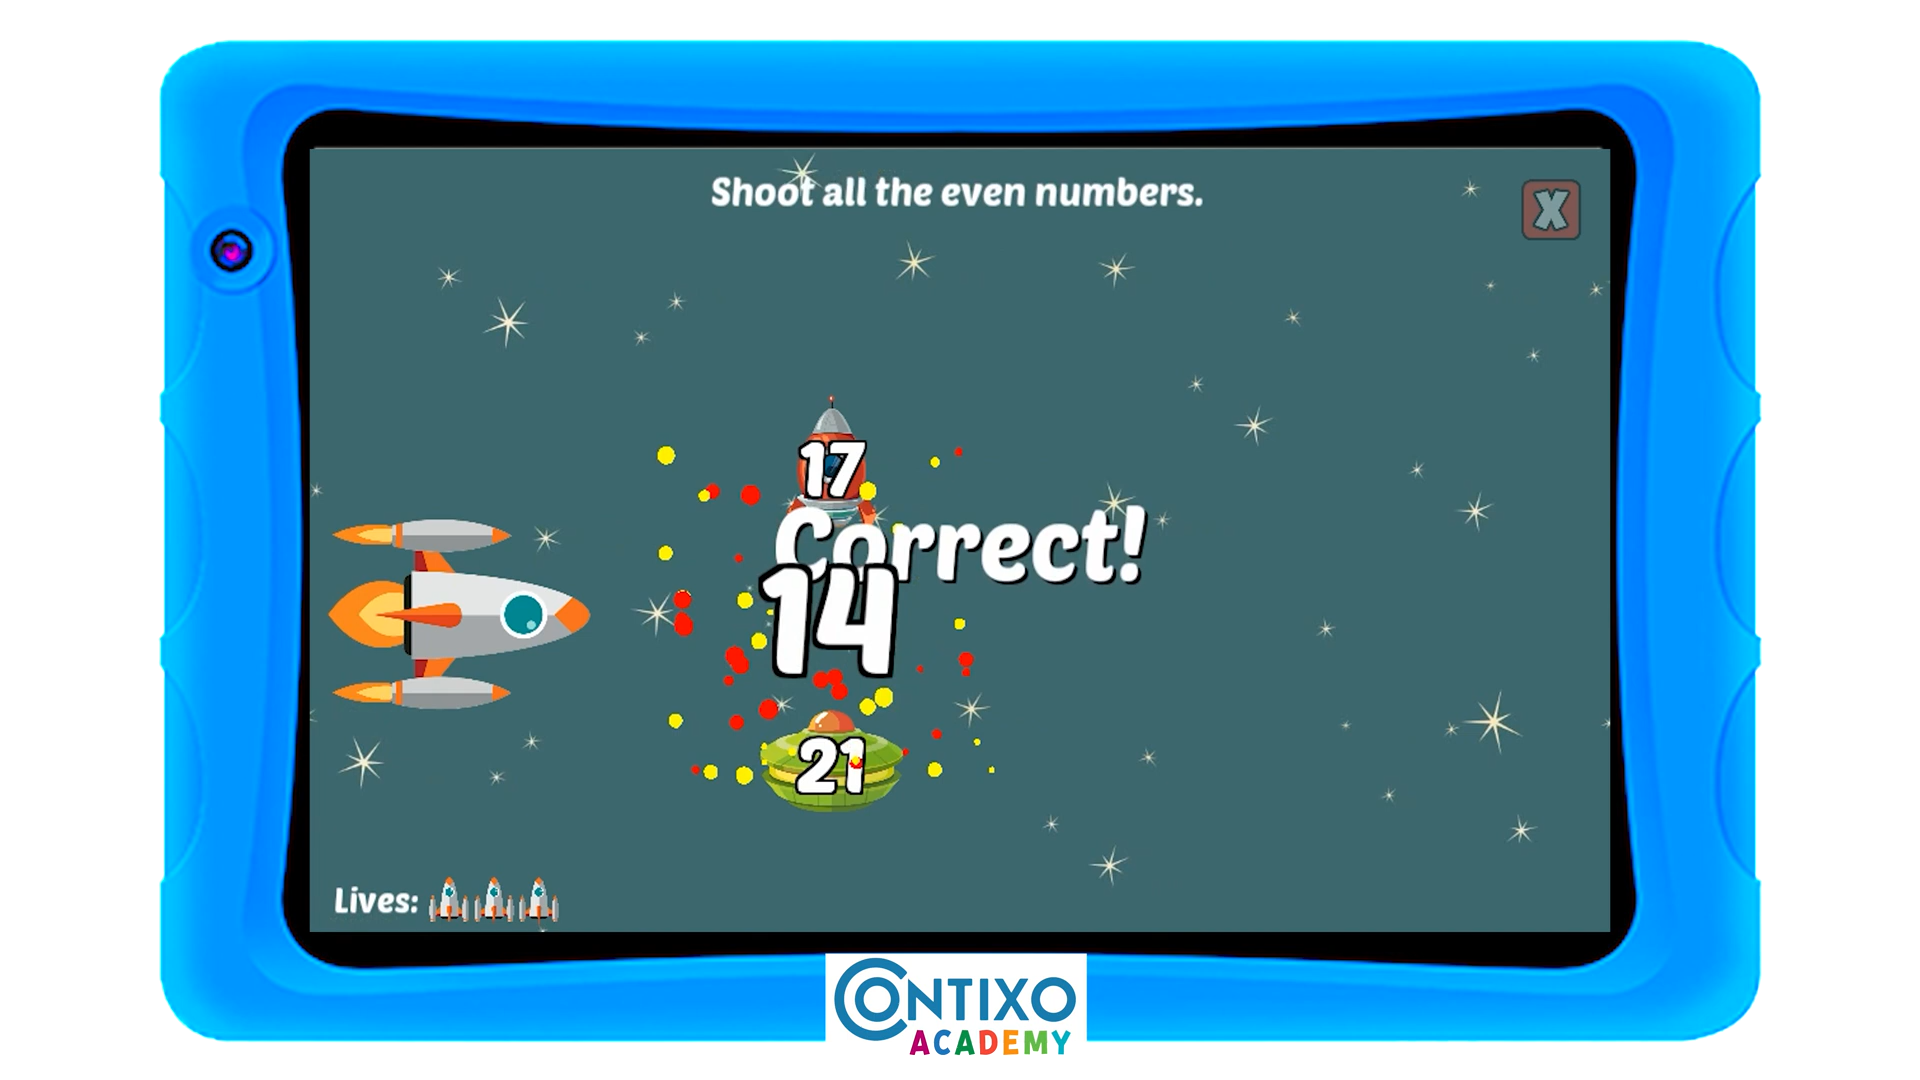 Shoot all the even numbers.
X
17
Correct!
14
21
Lives:
CONTIXO
ACADEMY